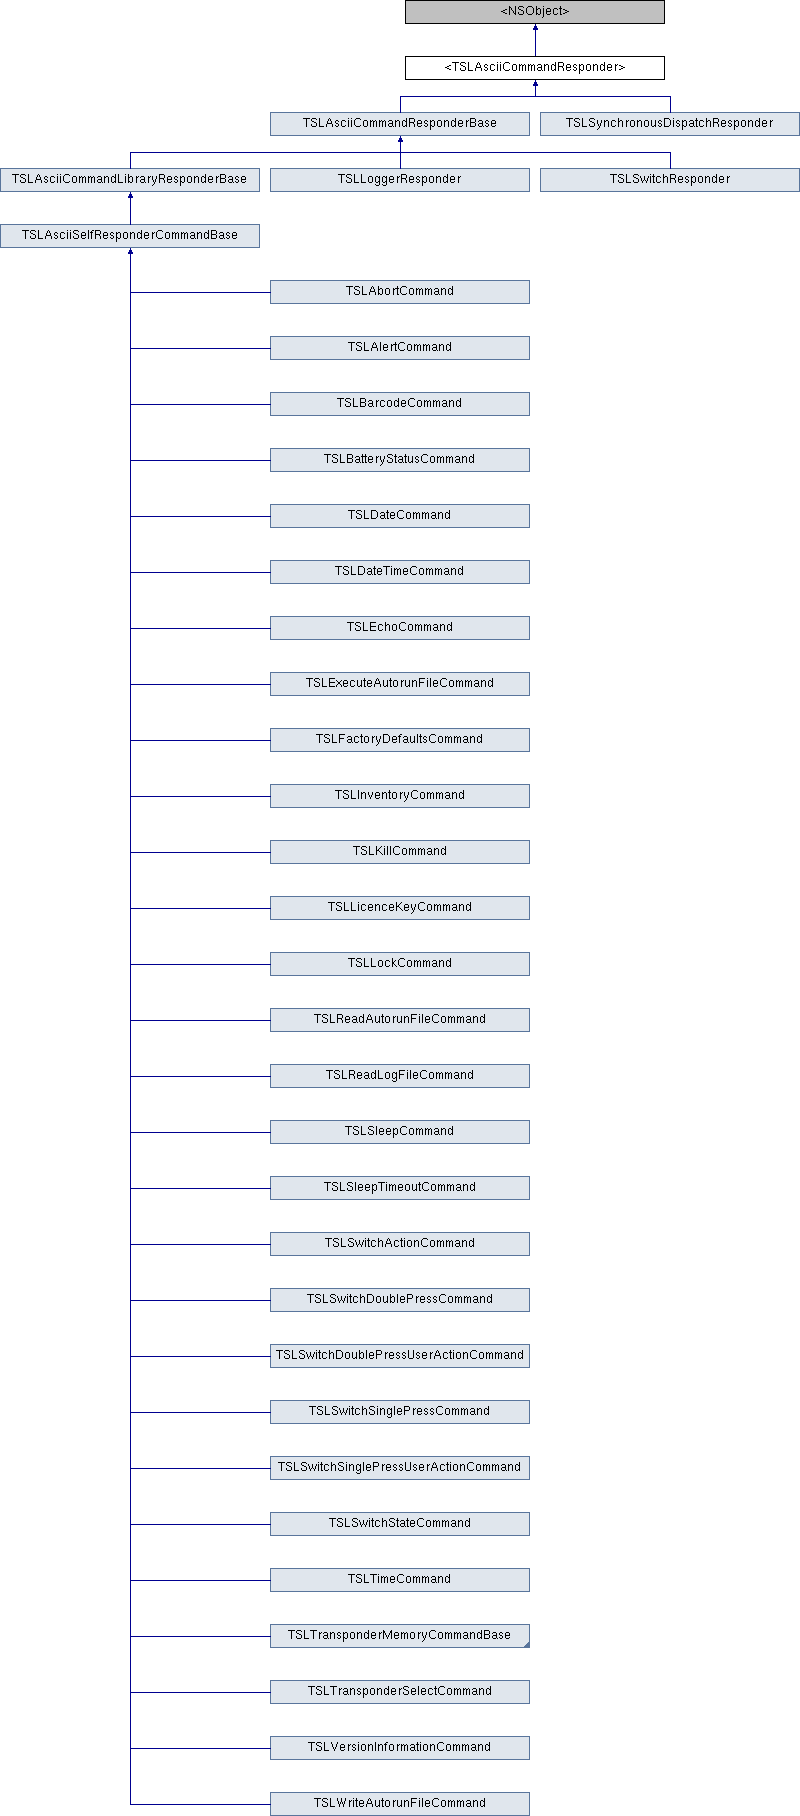 <NSObject>
<TSLAsciiCommandResponder>
TSLAsciiCommandResponderBase
TSLSynchronousDispatchResponder
TSLAsciiCommandLibraryResponderBase
TSLLoggerResponder
TSLSwitchResponder
TSLAsciiSelfResponderCommandBase
TSLAbortCommand
TSLAlertCommand
TSLBarcodeCommand
TSLBatteryStatusCommand
TSLDateCommand
TSLDateTimeCommand
TSLEchoCommand
TSLExecuteAutorunFileCommand
TSLFactoryDefaultsCommand
TSLInventoryCommand
TSLKillCommand
TSLLicenceKeyCommand
TSLLockCommand
TSLReadAutorunFileCommand
TSLReadLogFileCommand
TSLSleepCommand
TSLSleepTimeoutCommand
TSLSwitchActionCommand
TSLSwitchDoublePressCommand
TSLSwitchDoublePressUserActionCommand
TSLSwitchSinglePressCommand
TSLSwitchSinglePressUserActionCommand
TSLSwitchStateCommand
TSLTimeCommand
TSLTransponderMemoryCommandBase
TSLTransponderSelectCommand
TSLVersionInformationCommand
TSLWriteAutorunFileCommand